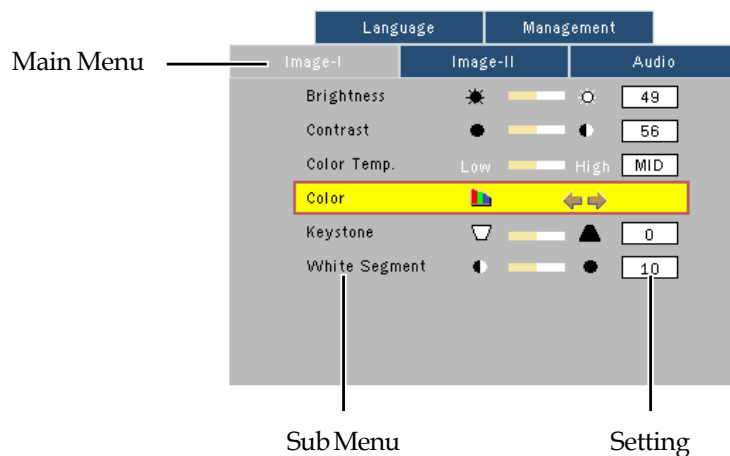 Language Management
Main Menu
Image-I Image-II Audio
Brightness 49
Contrast 56
Color Temp. Low High MID
Color
Keystone 0
White Segment 10
Sub Menu Setting